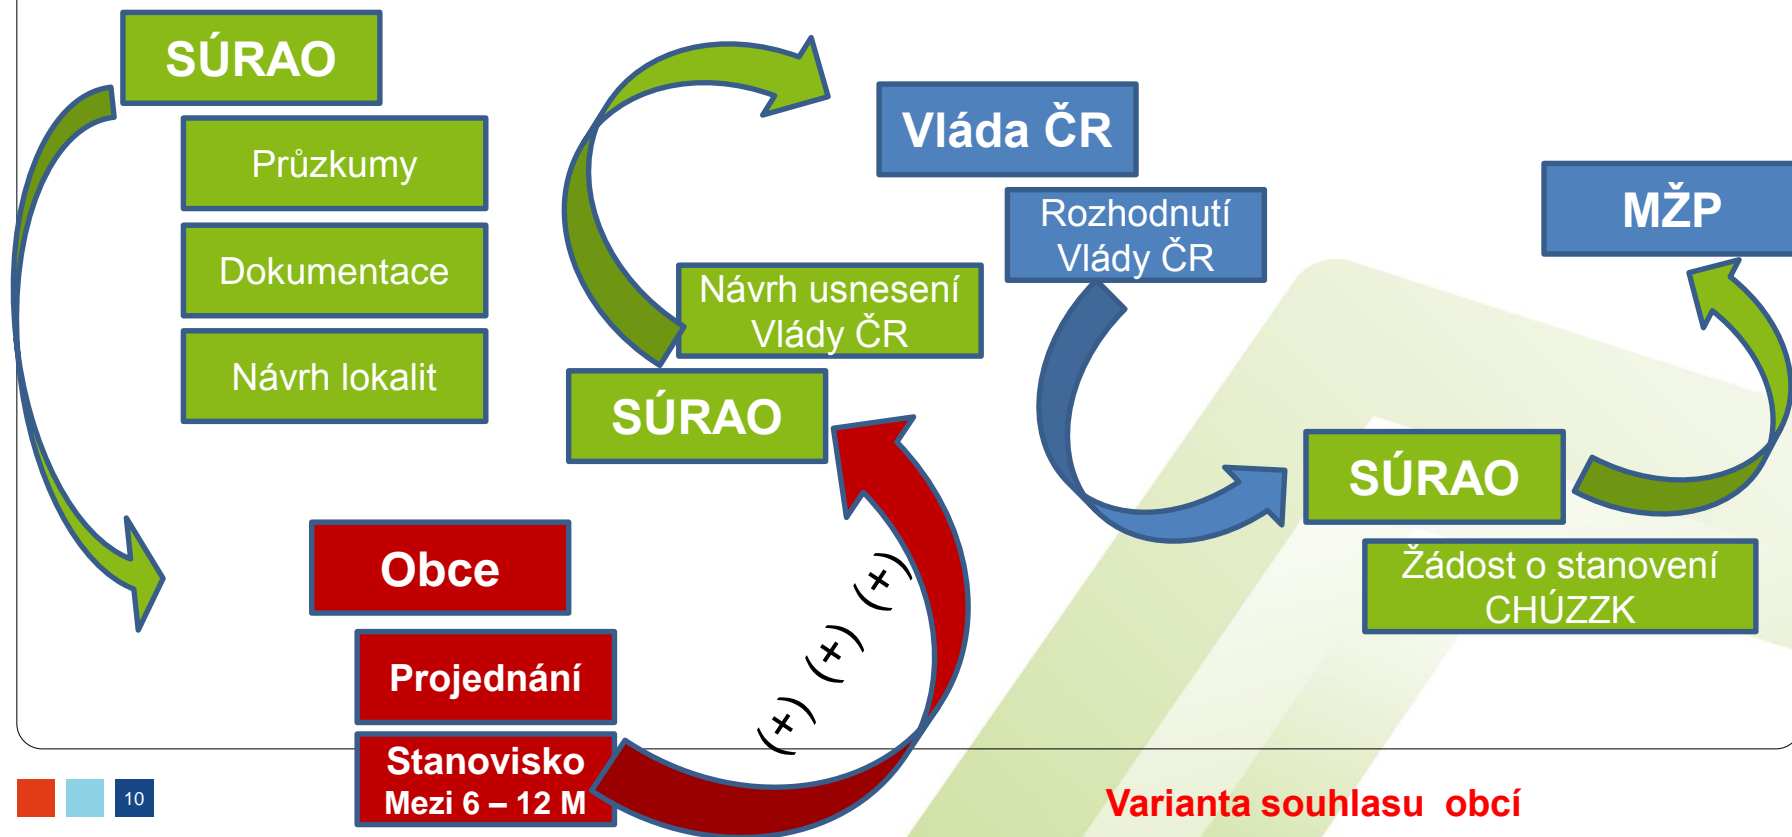 SÚRAO
Průzkumy
Dokumentace
Návrh lokalit
Obce
Projednání
Stanovisko
Mezi 6 – 12 M
(+) (+) (+)
SÚRAO
Návrh usnesení
Vlády ČR
Vláda ČR
Rozhodnutí
Vlády ČR
SÚRAO
Žádost o stanovení
CHÚZZK
MŽP
Varianta souhlasu obcí
10